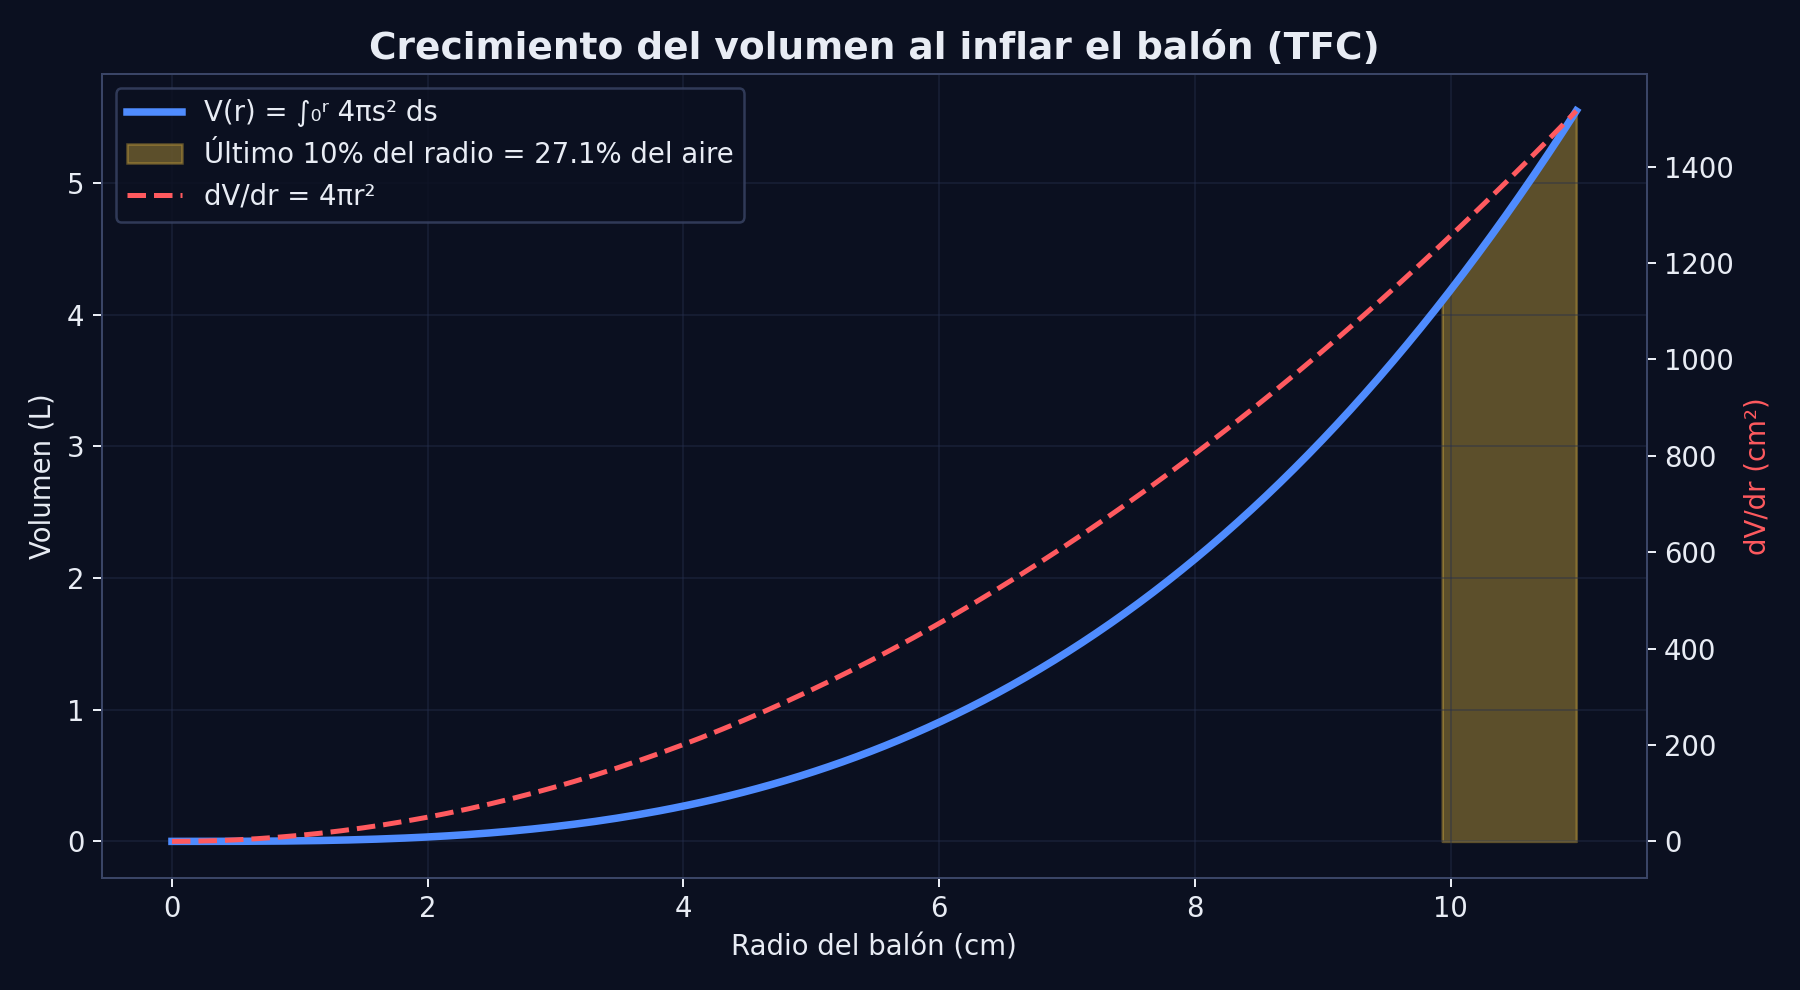 Crecimiento del volumen al inflar el balón (TFC)
V(r) = ∫₀ʳ 4πs² ds
Último 10% del radio = 27.1% del aire
dV/dr = 4πr²
Volumen (L)
5
4
3
2
1
0
1400
1200
1000
800
600
400
200
0
dV/dr (cm²)
0 2 4 6 8 10
Radio del balón (cm)